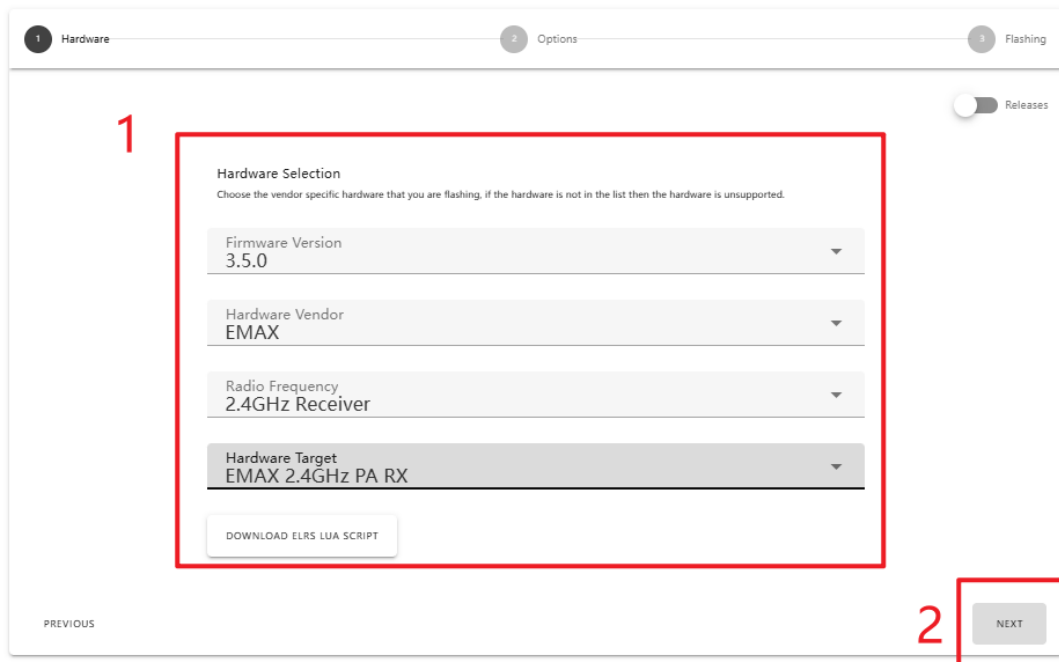 1 Hardware
2 Options
3 Flashing
Releases
1
Hardware Selection
Choose the vendor specific hardware that you are flashing, if the hardware is not in the list then the hardware is unsupported.
Firmware Version
3.5.0
Hardware Vendor
EMAX
Radio Frequency
2.4GHz Receiver
Hardware Target
EMAX 2.4GHz PA RX
DOWNLOAD ELRS LUA SCRIPT
PREVIOUS
2
NEXT